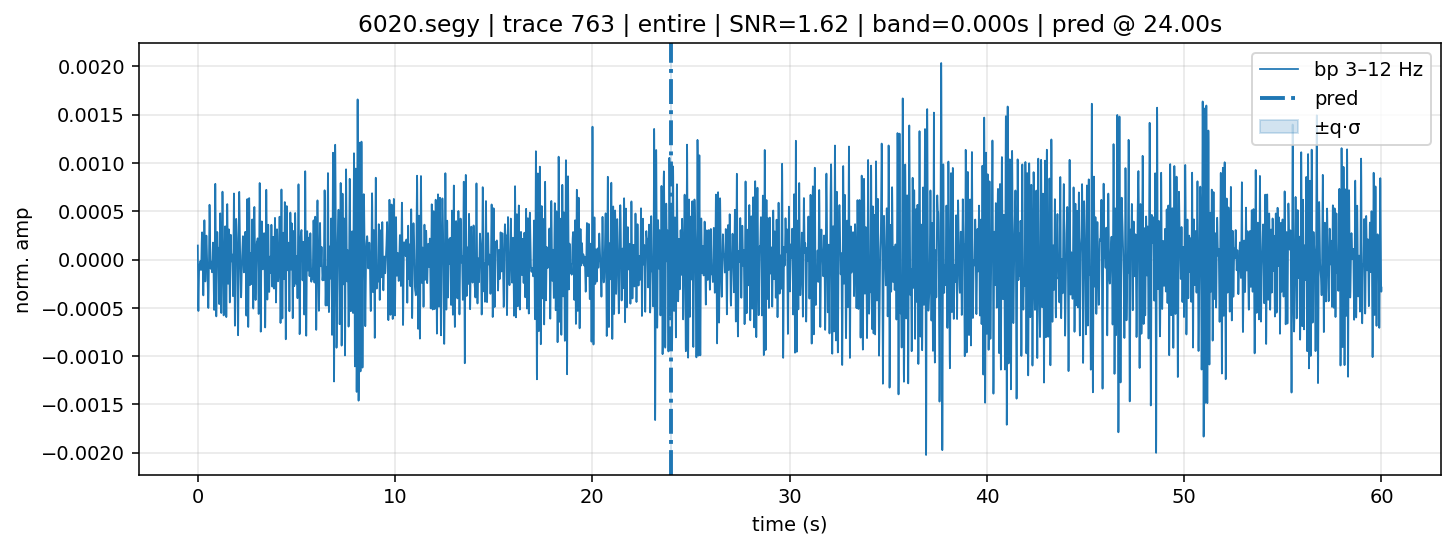 6020.segy | trace 763 | entire | SNR=1.62 | band=0.000s | pred @ 24.00s
bp 3–12 Hz
pred
±q·σ
norm. amp
0.0020
0.0015
0.0010
0.0005
0.0000
−0.0005
−0.0010
−0.0015
−0.0020
0 10 20 30 40 50 60
time (s)